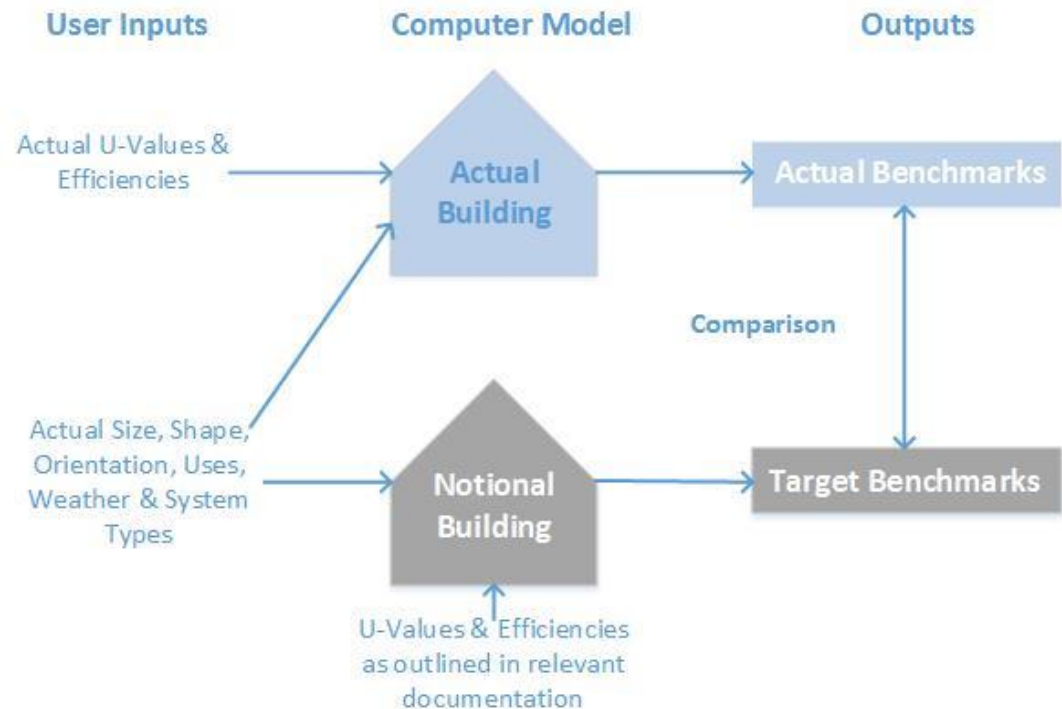 User Inputs
Computer Model
Outputs
Actual U-Values &
Efficiencies
Actual
Building
Actual Benchmarks
Comparison
Actual Size, Shape,
Orientation, Uses,
Weather & System
Types
Notional
Building
Target Benchmarks
U-Values & Efficiencies
as outlined in relevant
documentation